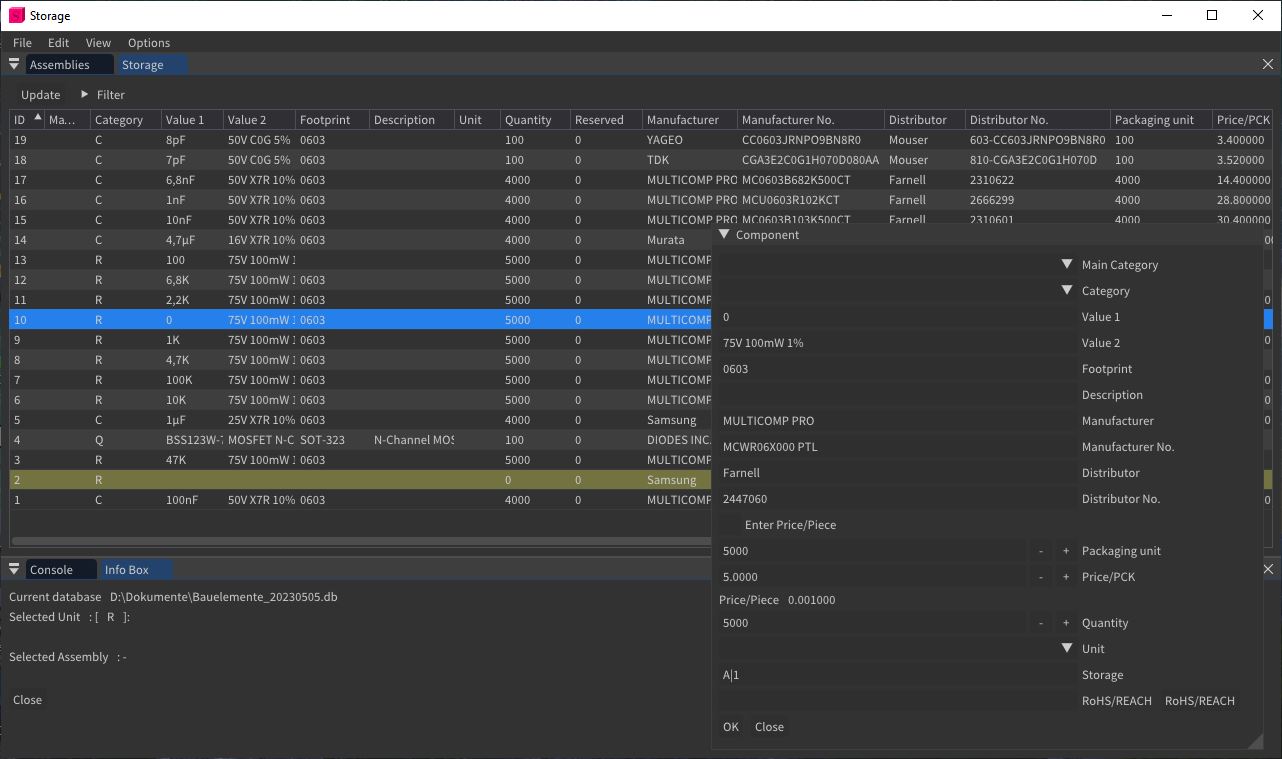 Storage
File Edit View Options
Assemblies Storage
Update Filter
ID Ma... Category Value 1 Value 2 Footprint Description Unit Quantity Reserved Manufacturer Manufacturer No. Distributor Distributor No. Packaging unit Price/PCK
19 C 8pF 50V C0G 5% 0603 100 0 YAGEO CC0603JRNPO9BN8R0 Mouser 603-CC603JRNPO9BN8R0 100 3.400000
18 C 7pF 50V C0G 5% 0603 100 0 TDK CGA3E2C0G1H070D080AA Mouser 810-CGA3E2C0G1H070D 100 3.520000
17 C 6,8nF 50V X7R 10% 0603 4000 0 MULTICOMP PRO MC0603B682K500CT Farnell 2310622 4000 14.400000
16 C 1nF 50V X7R 10% 0603 4000 0 MULTICOMP PRO MCU0603R102KCT Farnell 2666299 4000 28.800000
15 C 10nF 50V X7R 10% 0603 4000 0 MULTICOMP PRO MC0603B103K500CT Farnell 2310601 4000 30.400000
14 C 4,7µF 16V X7R 10% 0603 4000 0 Murata
13 R 100 75V 100mW 1 5000 0 MULTICOMP
12 R 6,8K 75V 100mW 1 0603 5000 0 MULTICOMP
11 R 2,2K 75V 100mW 1 0603 5000 0 MULTICOMP
10 R 0 75V 100mW 1 0603 5000 0 MULTICOMP
9 R 1K 75V 100mW 1 0603 5000 0 MULTICOMP
8 R 4,7K 75V 100mW 1 0603 5000 0 MULTICOMP
7 R 100K 75V 100mW 1 0603 5000 0 MULTICOMP
6 R 10K 75V 100mW 1 0603 5000 0 MULTICOMP
5 C 1µF 25V X7R 10% 0603 4000 0 Samsung
4 Q BSS123W-7 MOSFET N-C SOT-323 N-Channel MOS 100 0 DIODES INC.
3 R 47K 75V 100mW 1 0603 5000 0 MULTICOMP
2 R 0 0 Samsung
1 C 100nF 50V X7R 10% 0603 4000 0 MULTICOMP
Component
Main Category
Category
0 Value 1
75V 100mW 1% Value 2
0603 Footprint
Description
MULTICOMP PRO Manufacturer
MCWR06X000 PTL Manufacturer No.
Farnell Distributor
2447060 Distributor No.
Enter Price/Piece
5000 - + Packaging unit
5.0000 - + Price/PCK
Price/Piece 0.001000
5000 - + Quantity
Unit
A|1 Storage
RoHS/REACH RoHS/REACH
OK Close
Console Info Box
Current database D:\Dokumente\Bauelemente_20230505.db
Selected Unit : [ R ]:
Selected Assembly : -
Close